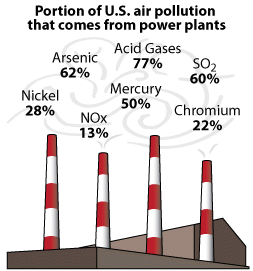 Portion of U.S. air pollution
that comes from power plants
Acid Gases
77%
Arsenic
62%
SO2
60%
Nickel
28%
Mercury
50%
NOx
13%
Chromium
22%